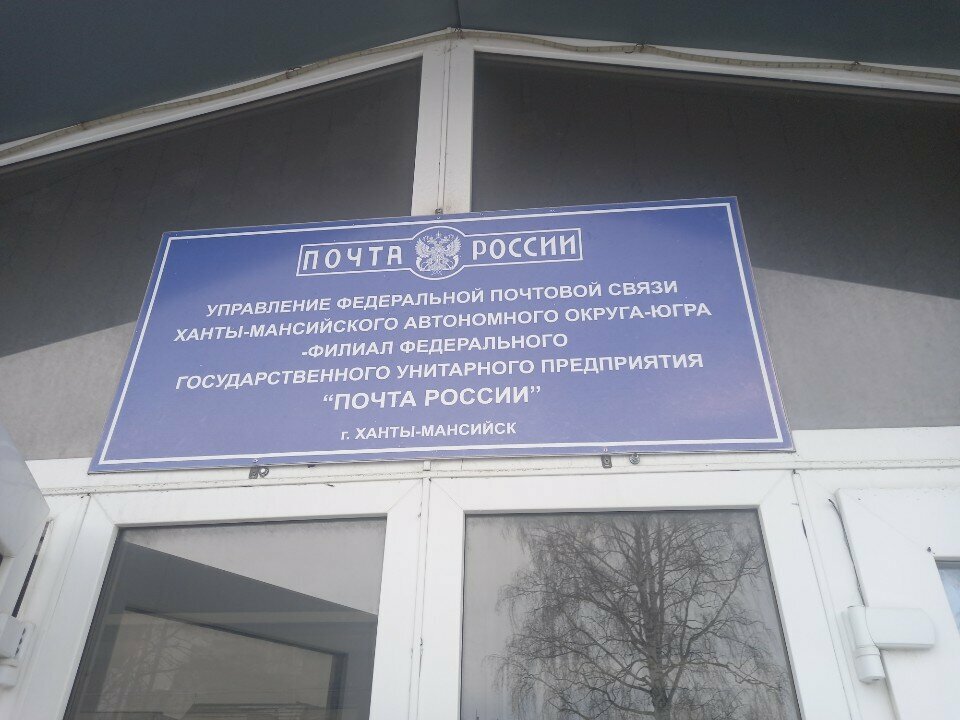 ПОЧТА РОССИИ
УПРАВЛЕНИЕ ФЕДЕРАЛЬНОЙ ПОЧТОВОЙ СВЯЗИ
ХАНТЫ-МАНСИЙСКОГО АВТОНОМНОГО ОКРУГА-ЮГРА
-ФИЛИАЛ ФЕДЕРАЛЬНОГО
ГОСУДАРСТВЕННОГО УНИТАРНОГО ПРЕДПРИЯТИЯ
“ПОЧТА РОССИИ”
г. ХАНТЫ-МАНСИЙСК